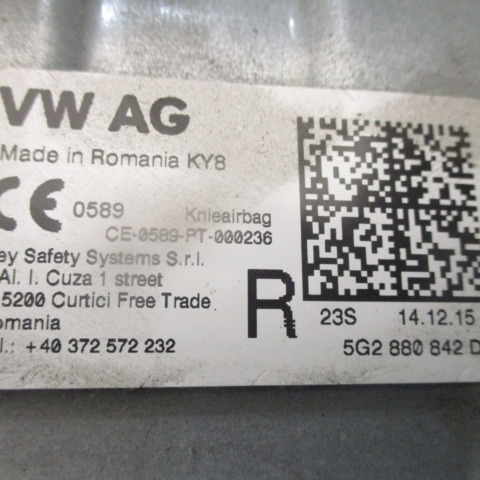 VW AG
Made in Romania KY8
CE 0589 Knieairbag
CE-0589-PT-000236
ey Safety Systems S.r.l.
Al. I. Cuza 1 street
5200 Curtici Free Trade
omania
l.: +40 372 572 232
R
23S 14.12.15
5G2 880 842 D